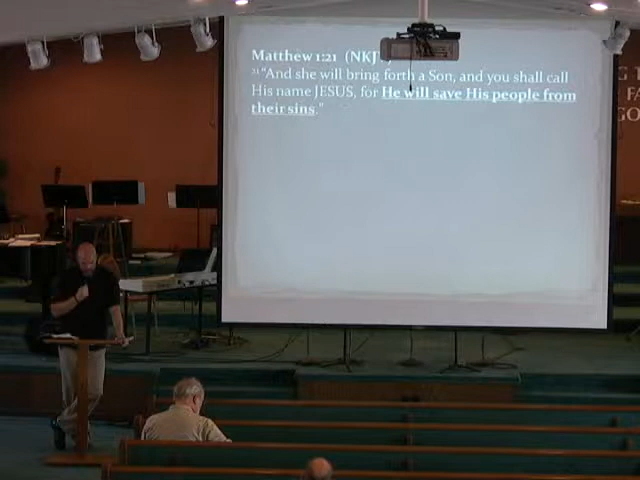 Matthew 1:21 (NKJ
21 "And she will bring forth a Son, and you shall call
His name JESUS, for He will save His people from
their sins."